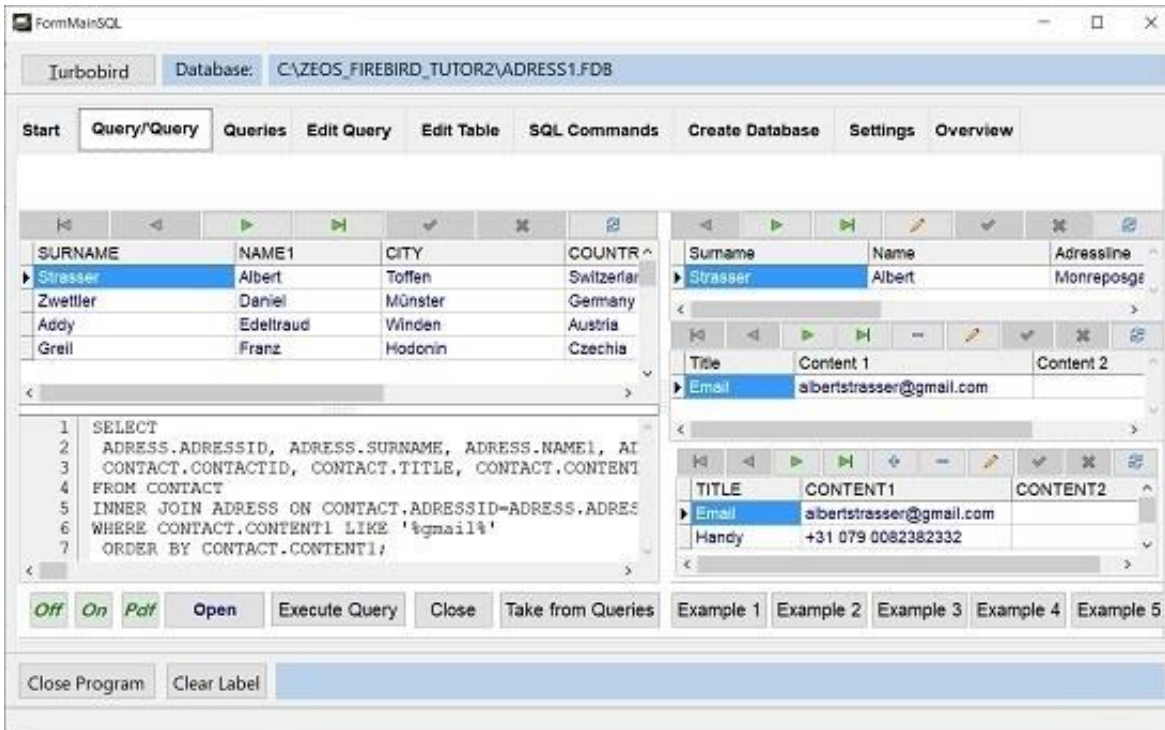 FormMainSQL
Turbobird Database: C:\ZEOS_FIREBIRD_TUTOR2\ADRESS1.FDB
Start Query/'Query Queries Edit Query Edit Table SQL Commands Create Database Settings Overview
SURNAME NAME1 CITY COUNTR
Strasser Albert Toffen Switzerlan
Zwettler Daniel Münster Germany
Addy Edeltraud Winden Austria
Greil Franz Hodonin Czechia
1 SELECT
2 ADRESS.ADRESSID, ADRESS.SURNAME, ADRESS.NAME1, AD
3 CONTACT.CONTACTID, CONTACT.TITLE, CONTACT.CONTENT
4 FROM CONTACT
5 INNER JOIN ADRESS ON CONTACT.ADRESSID=ADRESS.ADRES
6 WHERE CONTACT.CONTENT1 LIKE '%gmail%'
7 ORDER BY CONTACT.CONTENT1;
Surname Name Adressline
Strasser Albert Monreposga
Title Content 1 Content 2
Email albertstrasser@gmail.com
TITLE CONTENT1 CONTENT2
Email albertstrasser@gmail.com
Handy +31 079 0082382332
Off On Pdf Open Execute Query Close Take from Queries Example 1 Example 2 Example 3 Example 4 Example 5
Close Program Clear Label